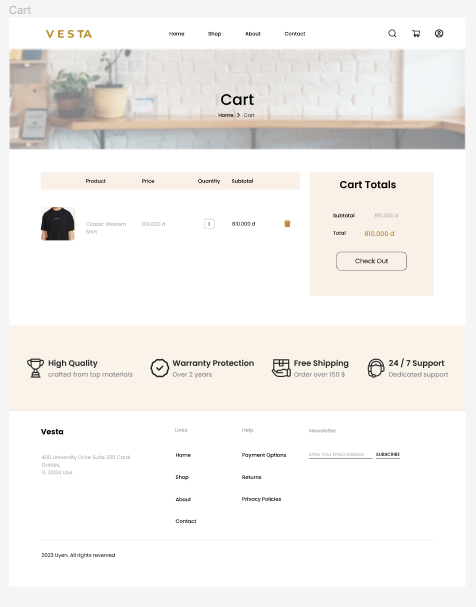 Cart
VESTA
Home
Shop
About
Contact
Cart
Home > Cart
Product
Price
Quantity
Subtotal
Classic Western
Shirt
810.000 đ
1
810.000 đ
Cart Totals
Subtotal
810.000 đ
Total
810.000 đ
Check Out
High Quality
crafted from top materials
Warranty Protection
Over 2 years
Free Shipping
Order over 150 $
24 / 7 Support
Dedicated support
Vesta
400 University Drive Suite 200 Coral
Gables,
FL 33134 USA
Links
Home
Shop
About
Contact
Help
Payment Options
Returns
Privacy Policies
Newsletter
Enter Your Email Address
SUBSCRIBE
2023 Uyen. All rights reverved